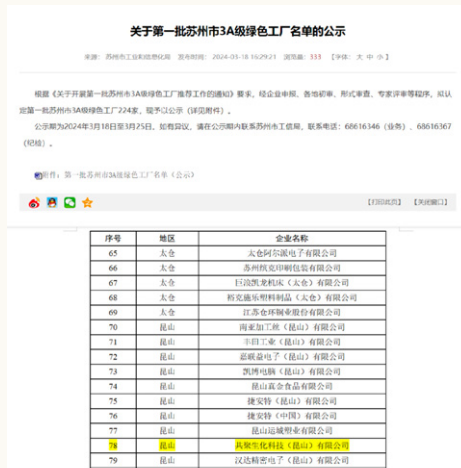 关于第一批苏州市3A级绿色工厂名单的公示
来源: 苏州市工业和信息化局 发布时间: 2024-03-18 16:29:21 浏览量: 333 【字体: 大 中 小 】
根据《关于开展第一批苏州市3A级绿色工厂推荐工作的通知》要求,经企业申报、各地初审、形式审查、专家评审等程序,拟认
定第一批苏州市3A级绿色工厂224家,现予以公示(详见附件)。
公示期为2024年3月18日至3月25日。如有异议,请在公示期内联系苏州市工信局,联系电话:68616346(业务)、68616367
(纪检)。
附件:第一批苏州市3A级绿色工厂名单(公示)
【打印此页】 【关闭窗口】
序号 地区 企业名称
65 太仓 太仓阿尔派电子有限公司
66 太仓 苏州缤克印刷包装有限公司
67 太仓 巨浪凯龙机床(太仓)有限公司
68 太仓 裕克施乐塑料制品(太仓)有限公司
69 太仓 江苏仓环铜业股份有限公司
70 昆山 南亚加工丝(昆山)有限公司
71 昆山 丰田工业(昆山)有限公司
72 昆山 嘉联益电子(昆山)有限公司
73 昆山 凯博电脑(昆山)有限公司
74 昆山 昆山真金食品有限公司
75 昆山 捷安特(昆山)有限公司
76 昆山 捷安特(中国)有限公司
77 昆山 昆山运城塑业有限公司
78 昆山 共聚生化科技(昆山)有限公司
79 昆山 汉达精密电子(昆山)有限公司